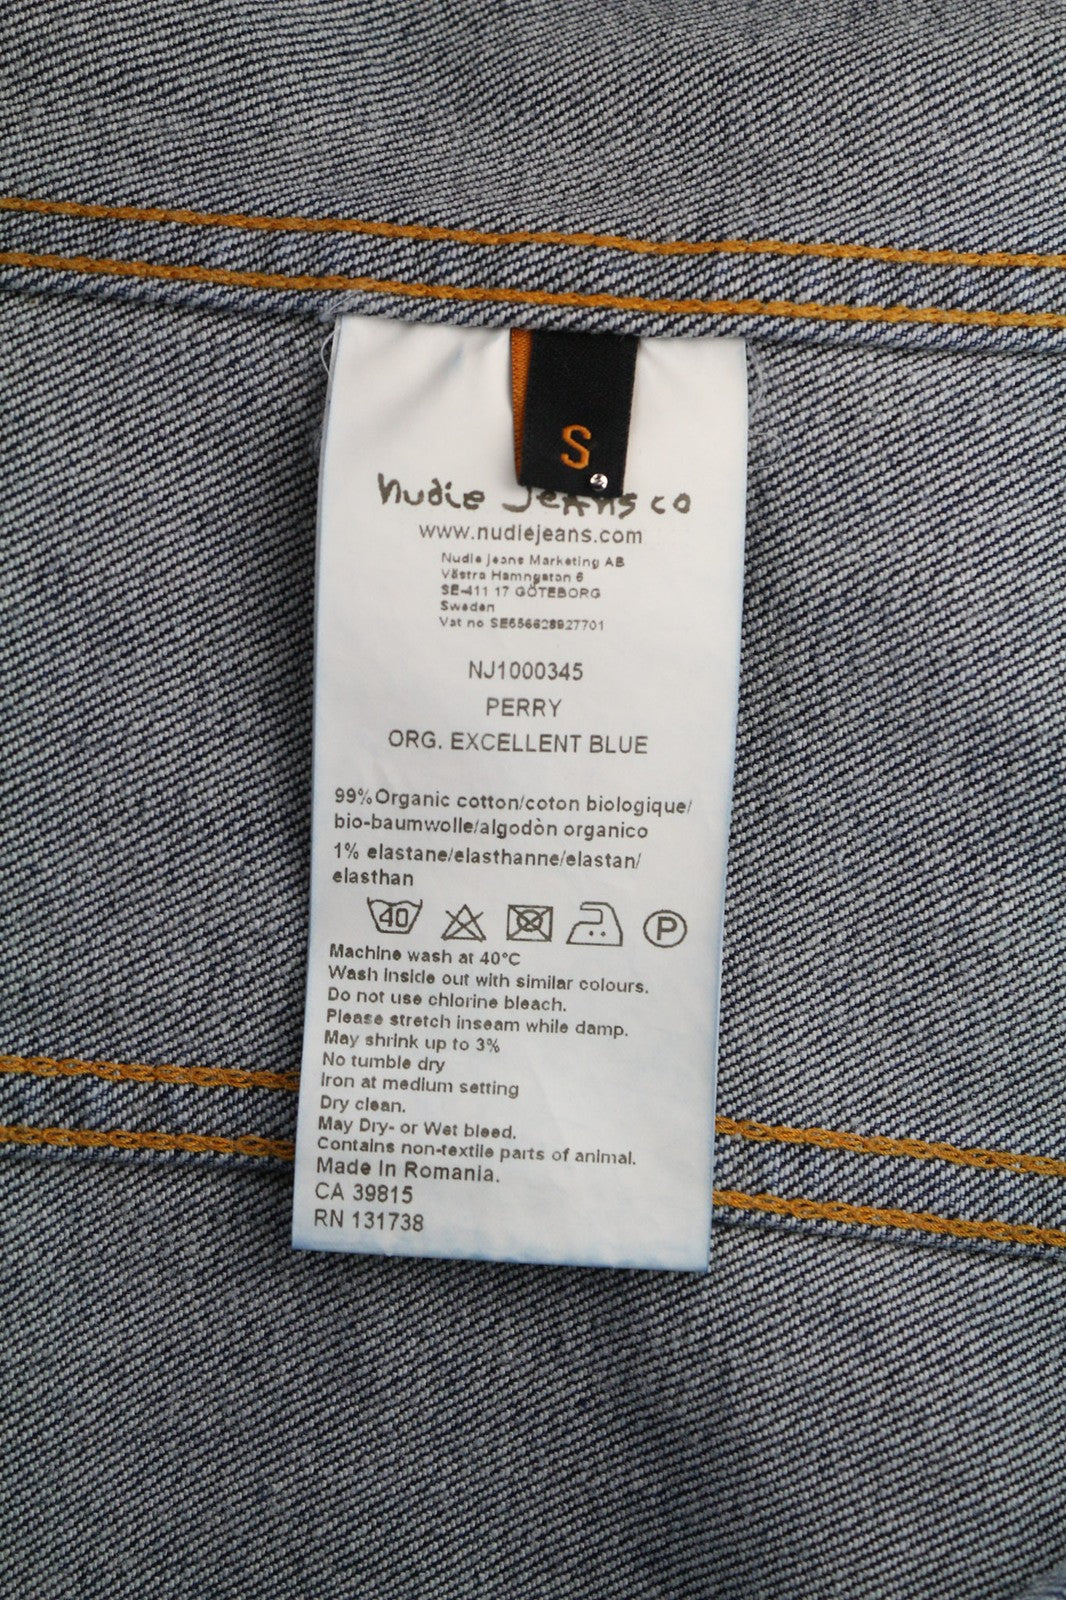 S
nudie Jeans co
www.nudiejeans.com
Nudie Jeans Marketing AB
Västra Hamngatan 6
SE-411 17 GÖTEBORG
Sweden
Vat no SE556628927701
NJ1000345
PERRY
ORG. EXCELLENT BLUE
99%Organic cotton/coton biologique/
bio-baumwolle/algodòn organico
1% elastane/elasthanne/elastan/
elasthan
40 P
Machine wash at 40°C
Wash inside out with similar colours.
Do not use chlorine bleach.
Please stretch inseam while damp.
May shrink up to 3%
No tumble dry
Iron at medium setting
Dry clean.
May Dry- or Wet bleed.
Contains non-textile parts of animal.
Made in Romania.
CA 39815
RN 131738